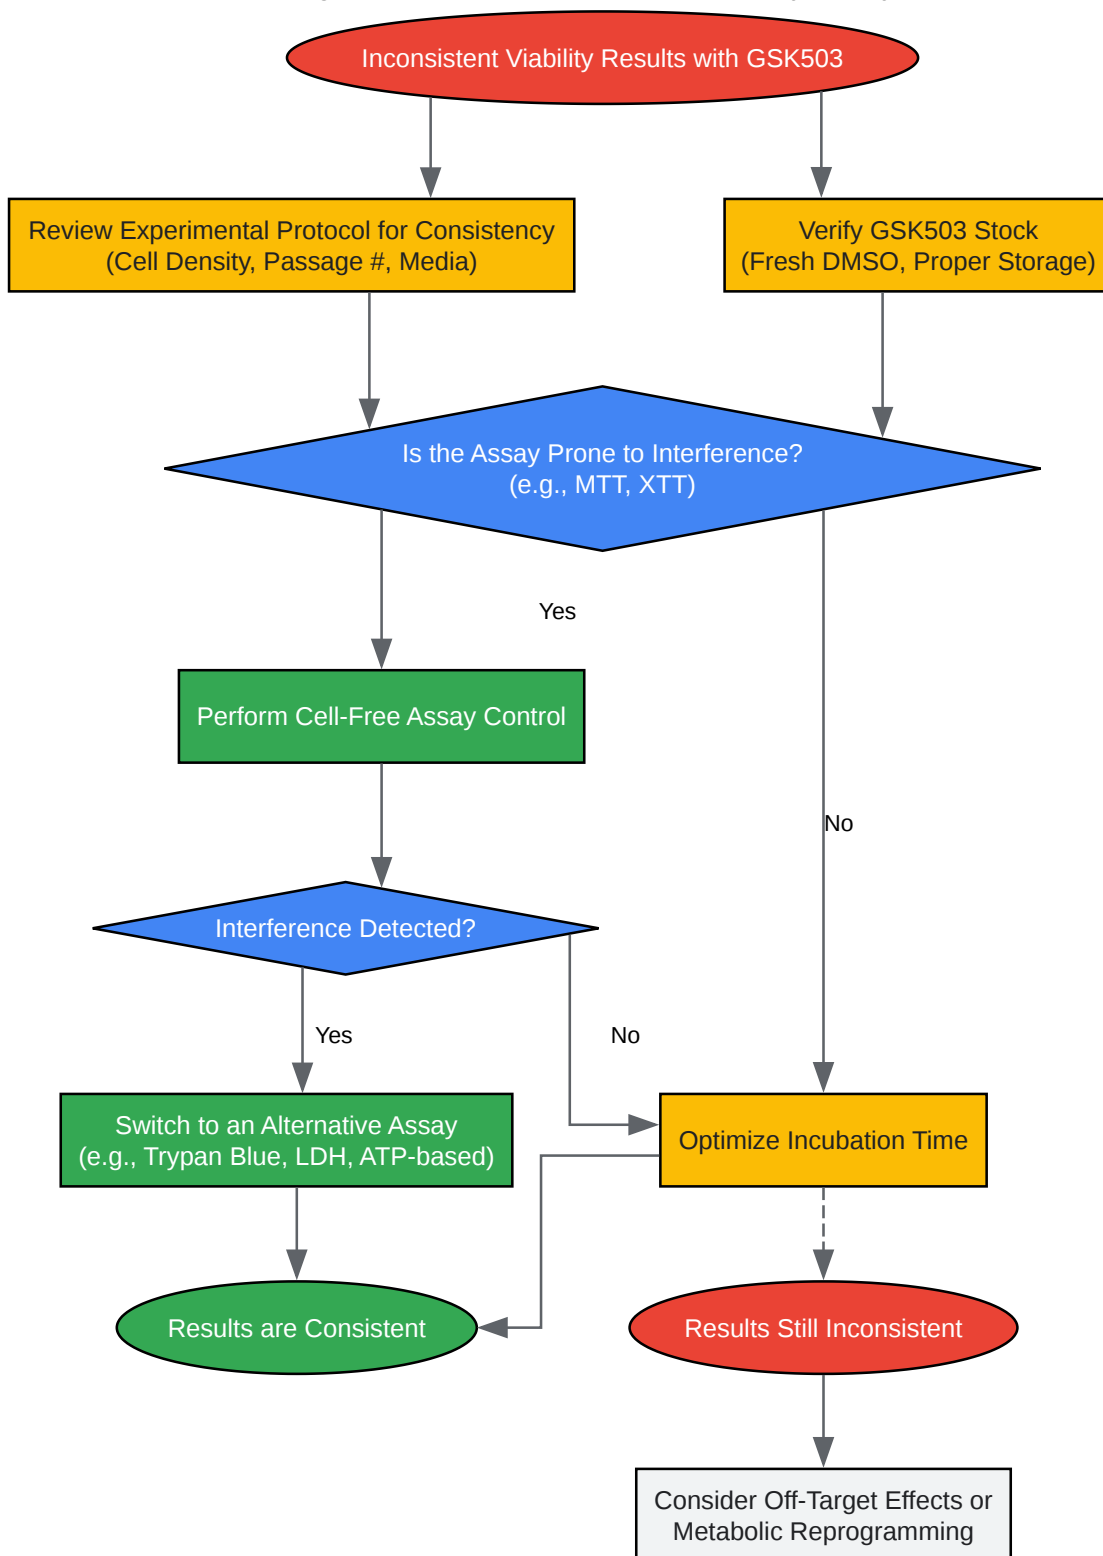 Inconsistent Viability Results with GSK503
Review Experimental Protocol for Consistency
(Cell Density, Passage #, Media)
Verify GSK503 Stock
(Fresh DMSO, Proper Storage)
Is the Assay Prone to Interference?
(e.g., MTT, XTT)
Yes
Perform Cell-Free Assay Control
No
Interference Detected?
Yes
No
Switch to an Alternative Assay
(e.g., Trypan Blue, LDH, ATP-based)
Optimize Incubation Time
Results are Consistent
Results Still Inconsistent
Consider Off-Target Effects or
Metabolic Reprogramming